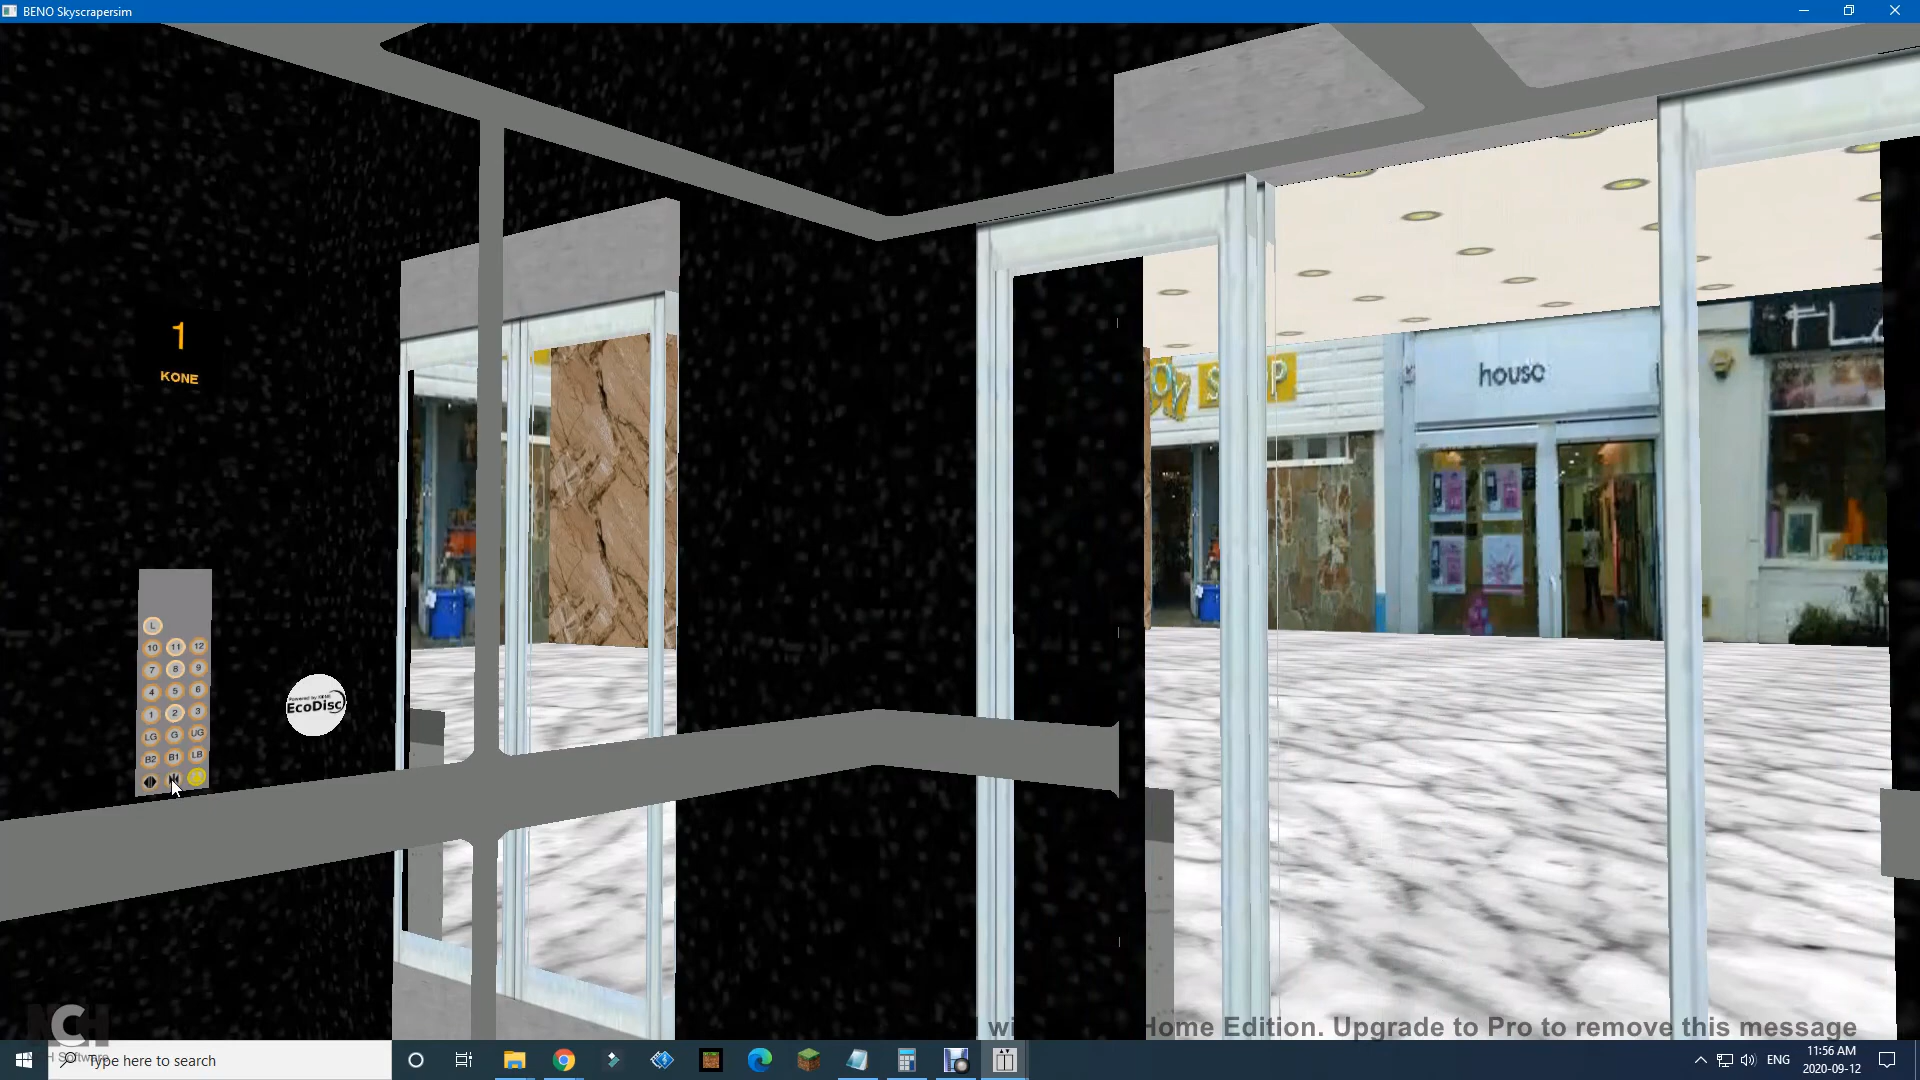 BENO Skyscrapersim
1
KONE
L
10 11 12
7 8 9
4 5 6
1 2 3
LG G UG
B2 B1 LB
EcoDisc
house
Home Edition. Upgrade to Pro to remove this message
NCH
Type here to search
ENG
11:56 AM
2020-09-12